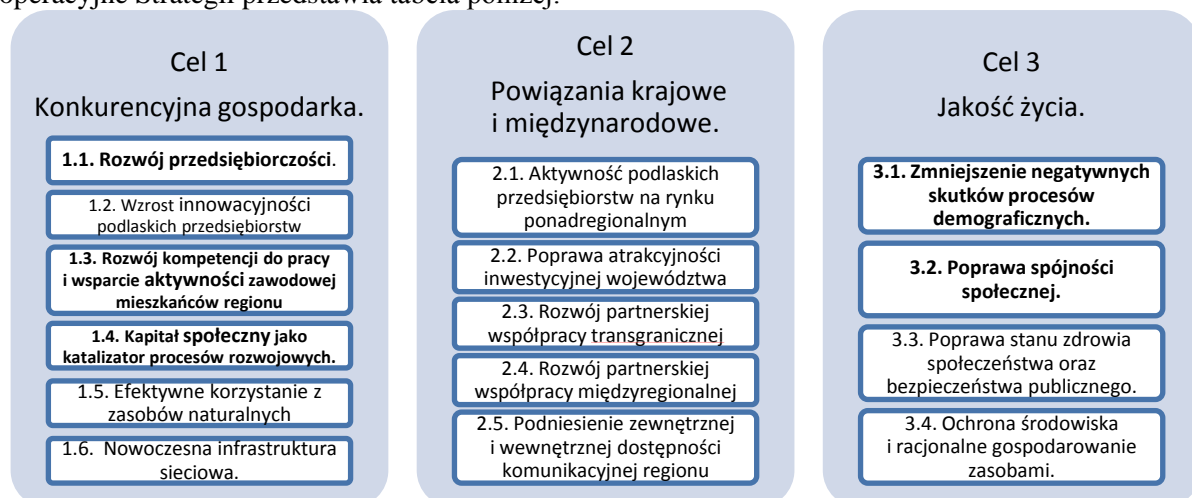 operacyjne Strategii przedstawia tabela poniżej:
Cel 1
Konkurencyjna gospodarka.
1.1. Rozwój przedsiębiorczości.
1.2. Wzrost innowacyjności
podlaskich przedsiębiorstw
1.3. Rozwój kompetencji do pracy
i wsparcie aktywności zawodowej
mieszkańców regionu
1.4. Kapitał społeczny jako
katalizator procesów rozwojowych.
1.5. Efektywne korzystanie z
zasobów naturalnych
1.6. Nowoczesna infrastruktura
sieciowa.
Cel 2
Powiązania krajowe
i międzynarodowe.
2.1. Aktywność podlaskich
przedsiębiorstw na rynku
ponadregionalnym
2.2. Poprawa atrakcyjności
inwestycyjnej województwa
2.3. Rozwój partnerskiej
współpracy transgranicznej
2.4. Rozwój partnerskiej
współpracy międzyregionalnej
2.5. Podniesienie zewnętrznej
i wewnętrznej dostępności
komunikacyjnej regionu
Cel 3
Jakość życia.
3.1. Zmniejszenie negatywnych
skutków procesów
demograficznych.
3.2. Poprawa spójności
społecznej.
3.3. Poprawa stanu zdrowia
społeczeństwa oraz
bezpieczeństwa publicznego.
3.4. Ochrona środowiska
i racjonalne gospodarowanie
zasobami.